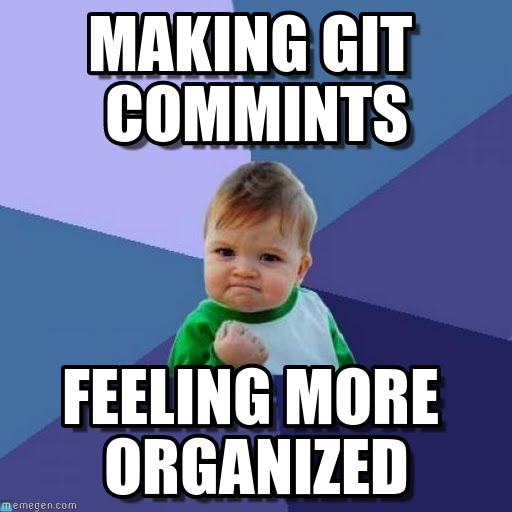 MAKING GIT
COMMINTS
FEELING MORE
ORGANIZED
memegen.com